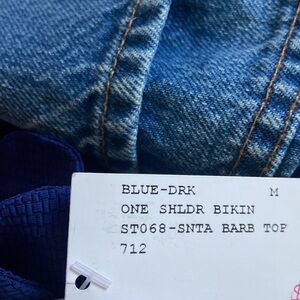 BLUE-DRK M
ONE SHLDR BIKIN
ST068-SNTA BARB TOP
712